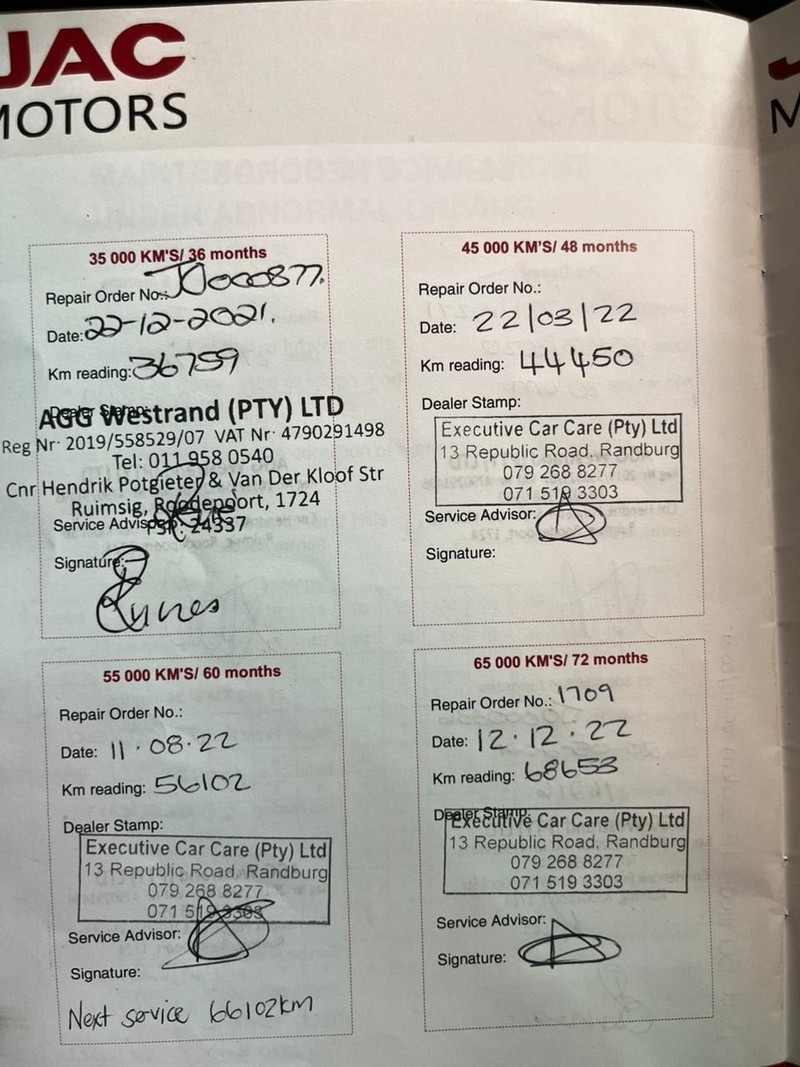 JAC
MOTORS
35 000 KM'S/ 36 months
Repair Order No.: J0000877.
Date: 22-12-2021.
Km reading: 36759
Dealer Stamp:
AGG Westrand (PTY) LTD
Reg Nr: 2019/558529/07 VAT Nr: 4790291498
Tel: 011 958 0540
Cnr Hendrik Potgieter & Van Der Kloof Str
Ruimsig, Roodepoort, 1724
Service Advisor:
24337
Signature:
45 000 KM'S/ 48 months
Repair Order No.:
Date: 22/03/22
Km reading: 44450
Dealer Stamp:
Executive Car Care (Pty) Ltd
13 Republic Road, Randburg
079 268 8277
071 519 3303
Service Advisor:
Signature:
55 000 KM'S/ 60 months
Repair Order No.:
Date: 11.08.22
Km reading: 56102
Dealer Stamp:
Executive Car Care (Pty) Ltd
13 Republic Road, Randburg
079 268 8277
071 519 3303
Service Advisor:
Signature:
Next service 66102km
65 000 KM'S/ 72 months
Repair Order No.: 1709
Date: 12.12.22
Km reading: 68653
Dealer Stamp:
Executive Car Care (Pty) Ltd
13 Republic Road, Randburg
079 268 8277
071 519 3303
Service Advisor:
Signature: